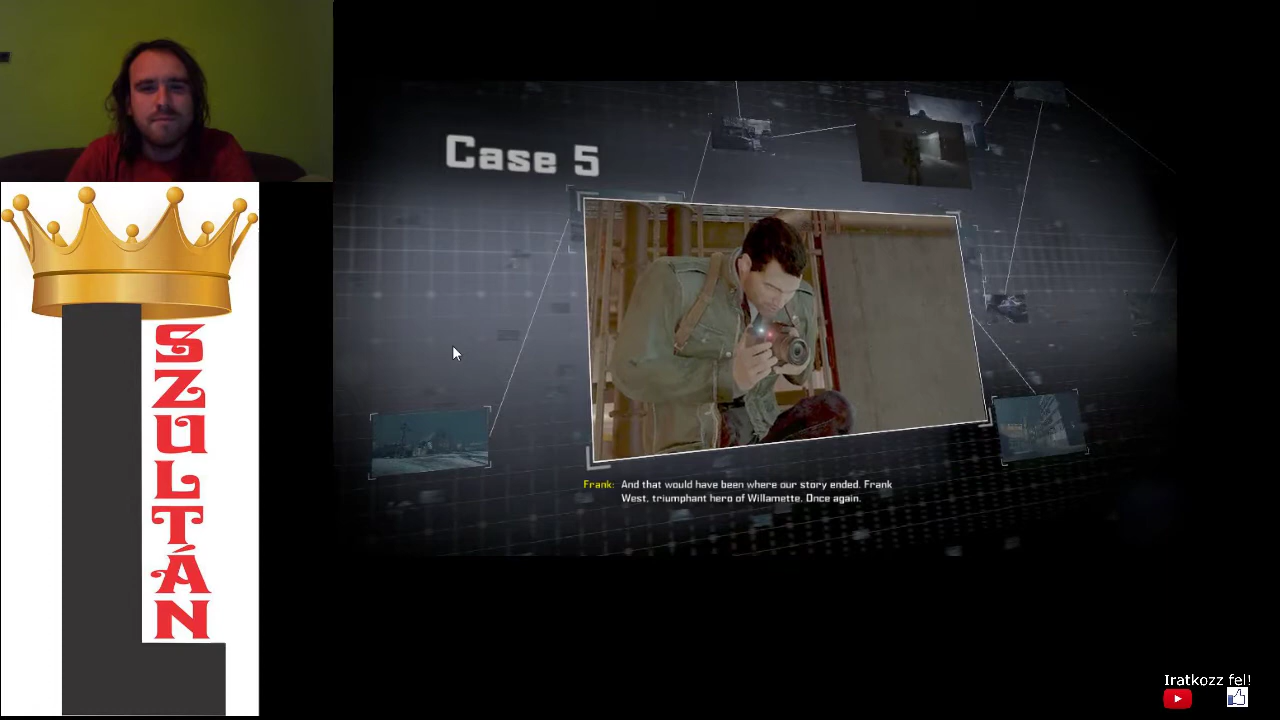 Case 5
Frank: And that would have been where our story ended. Frank
West, triumphant hero of Willamette. Once again.
L
SZULTÁN
Iratkozz fel!